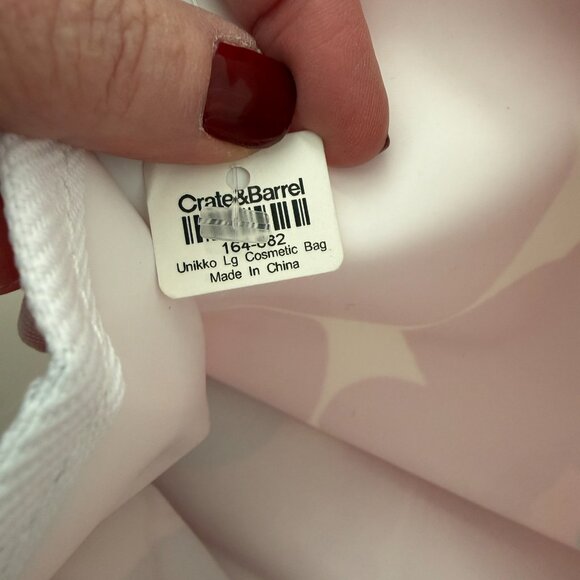 Crate&Barrel
164-082
Unikko Lg Cosmetic Bag
Made In China